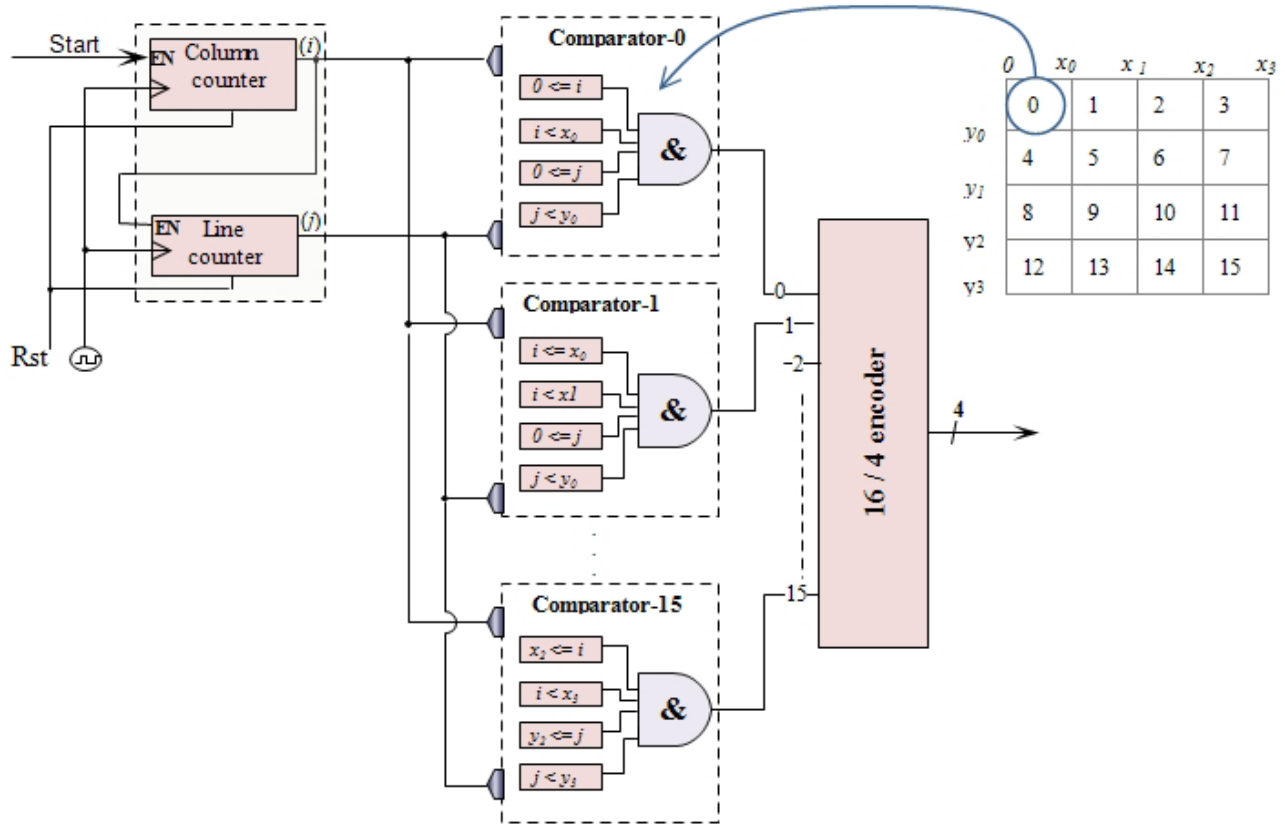 Start
EN Column counter
(i)
EN Line counter
(j)
Rst
Comparator-0
0 <= i
i < x₀
0 <= j
j < y₀
&
Comparator-1
i <= x₀
i < x1
0 <= j
j < y₀
&
Comparator-15
x₂ <= i
i < x₃
y₂ <= j
j < y₃
&
0
1
2
15
16 / 4 encoder
4
0 x₀ x ₁ x₂ x₃
0 1 2 3
y₀
4 5 6 7
y₁
8 9 10 11
y2
12 13 14 15
y3